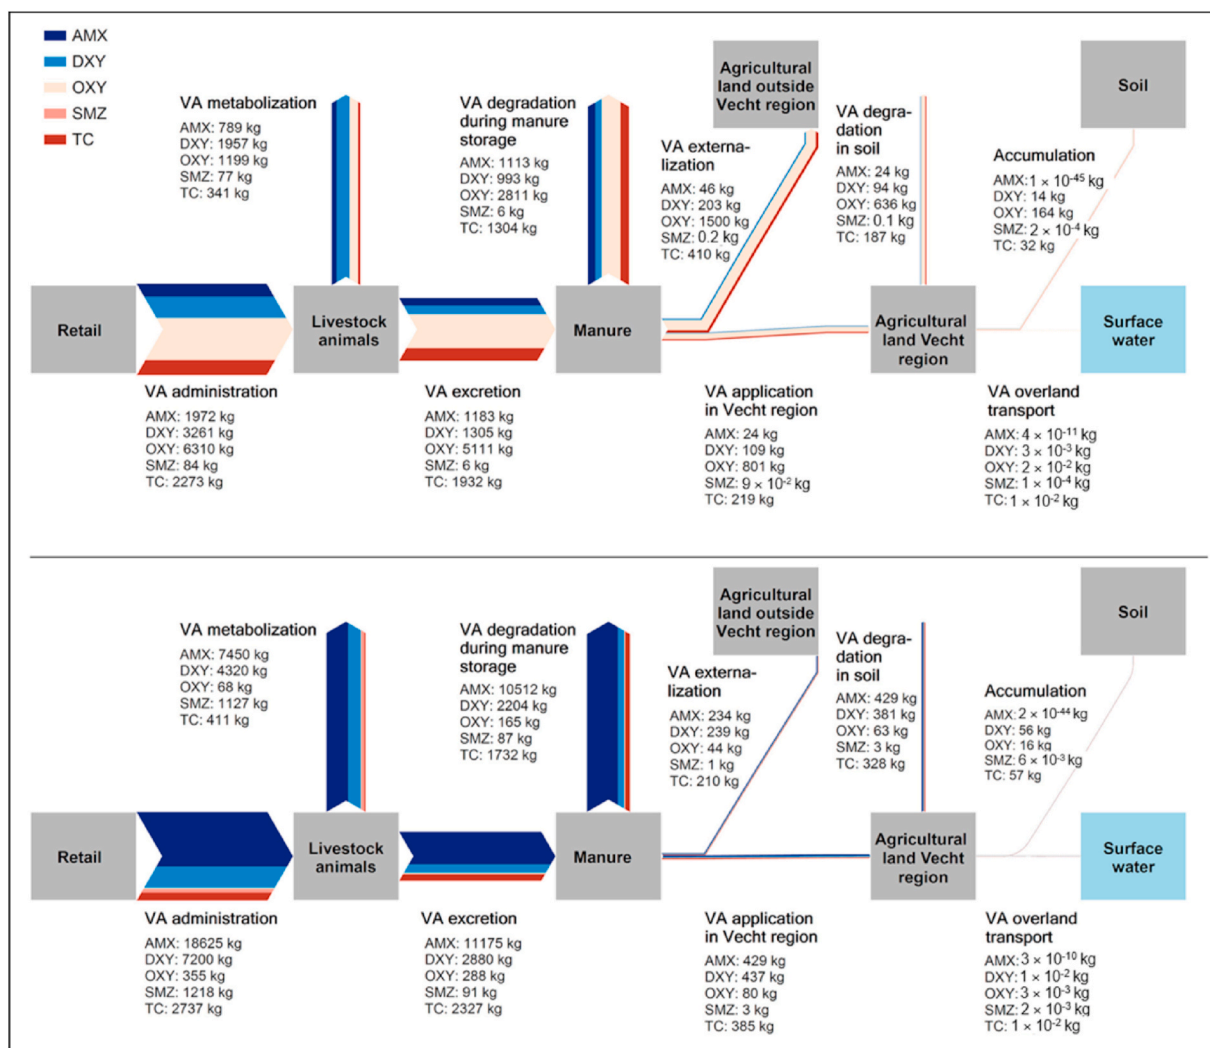 AMX
DXY
OXY
SMZ
TC
VA metabolization
AMX: 789 kg
DXY: 1957 kg
OXY: 1199 kg
SMZ: 77 kg
TC: 341 kg
VA degradation
during manure
storage
AMX: 1113 kg
DXY: 993 kg
OXY: 2811 kg
SMZ: 6 kg
TC: 1304 kg
Agricultural
land outside
Vecht region
VA externa-
lization
AMX: 46 kg
DXY: 203 kg
OXY: 1500 kg
SMZ: 0.2 kg
TC: 410 kg
VA degra-
dation
in soil
AMX: 24 kg
DXY: 94 kg
OXY: 636 kg
SMZ: 0.1 kg
TC: 187 kg
Soil
Accumulation
AMX: 1 × 10⁻⁴⁵ kg
DXY: 14 kg
OXY: 164 kg
SMZ: 2 × 10⁻⁴ kg
TC: 32 kg
Retail
Livestock
animals
Manure
Agricultural
land Vecht
region
Surface
water
VA administration
AMX: 1972 kg
DXY: 3261 kg
OXY: 6310 kg
SMZ: 84 kg
TC: 2273 kg
VA excretion
AMX: 1183 kg
DXY: 1305 kg
OXY: 5111 kg
SMZ: 6 kg
TC: 1932 kg
VA application
in Vecht region
AMX: 24 kg
DXY: 109 kg
OXY: 801 kg
SMZ: 9 × 10⁻² kg
TC: 219 kg
VA overland
transport
AMX: 4 × 10⁻¹¹ kg
DXY: 3 × 10⁻³ kg
OXY: 2 × 10⁻² kg
SMZ: 1 × 10⁻⁴ kg
TC: 1 × 10⁻² kg
VA metabolization
AMX: 7450 kg
DXY: 4320 kg
OXY: 68 kg
SMZ: 1127 kg
TC: 411 kg
VA degradation
during manure
storage
AMX: 10512 kg
DXY: 2204 kg
OXY: 165 kg
SMZ: 87 kg
TC: 1732 kg
Agricultural
land outside
Vecht region
VA externa-
lization
AMX: 234 kg
DXY: 239 kg
OXY: 44 kg
SMZ: 1 kg
TC: 210 kg
VA degra-
dation
in soil
AMX: 429 kg
DXY: 381 kg
OXY: 63 kg
SMZ: 3 kg
TC: 328 kg
Soil
Accumulation
AMX: 2 × 10⁻⁴⁴ kg
DXY: 56 kg
OXY: 16 kg
SMZ: 6 × 10⁻³ kg
TC: 57 kg
Retail
Livestock
animals
Manure
Agricultural
land Vecht
region
Surface
water
VA administration
AMX: 18625 kg
DXY: 7200 kg
OXY: 355 kg
SMZ: 1218 kg
TC: 2737 kg
VA excretion
AMX: 11175 kg
DXY: 2880 kg
OXY: 288 kg
SMZ: 91 kg
TC: 2327 kg
VA application
in Vecht region
AMX: 429 kg
DXY: 437 kg
OXY: 80 kg
SMZ: 3 kg
TC: 385 kg
VA overland
transport
AMX: 3 × 10⁻¹⁰ kg
DXY: 1 × 10⁻² kg
OXY: 3 × 10⁻³ kg
SMZ: 2 × 10⁻³ kg
TC: 1 × 10⁻² kg